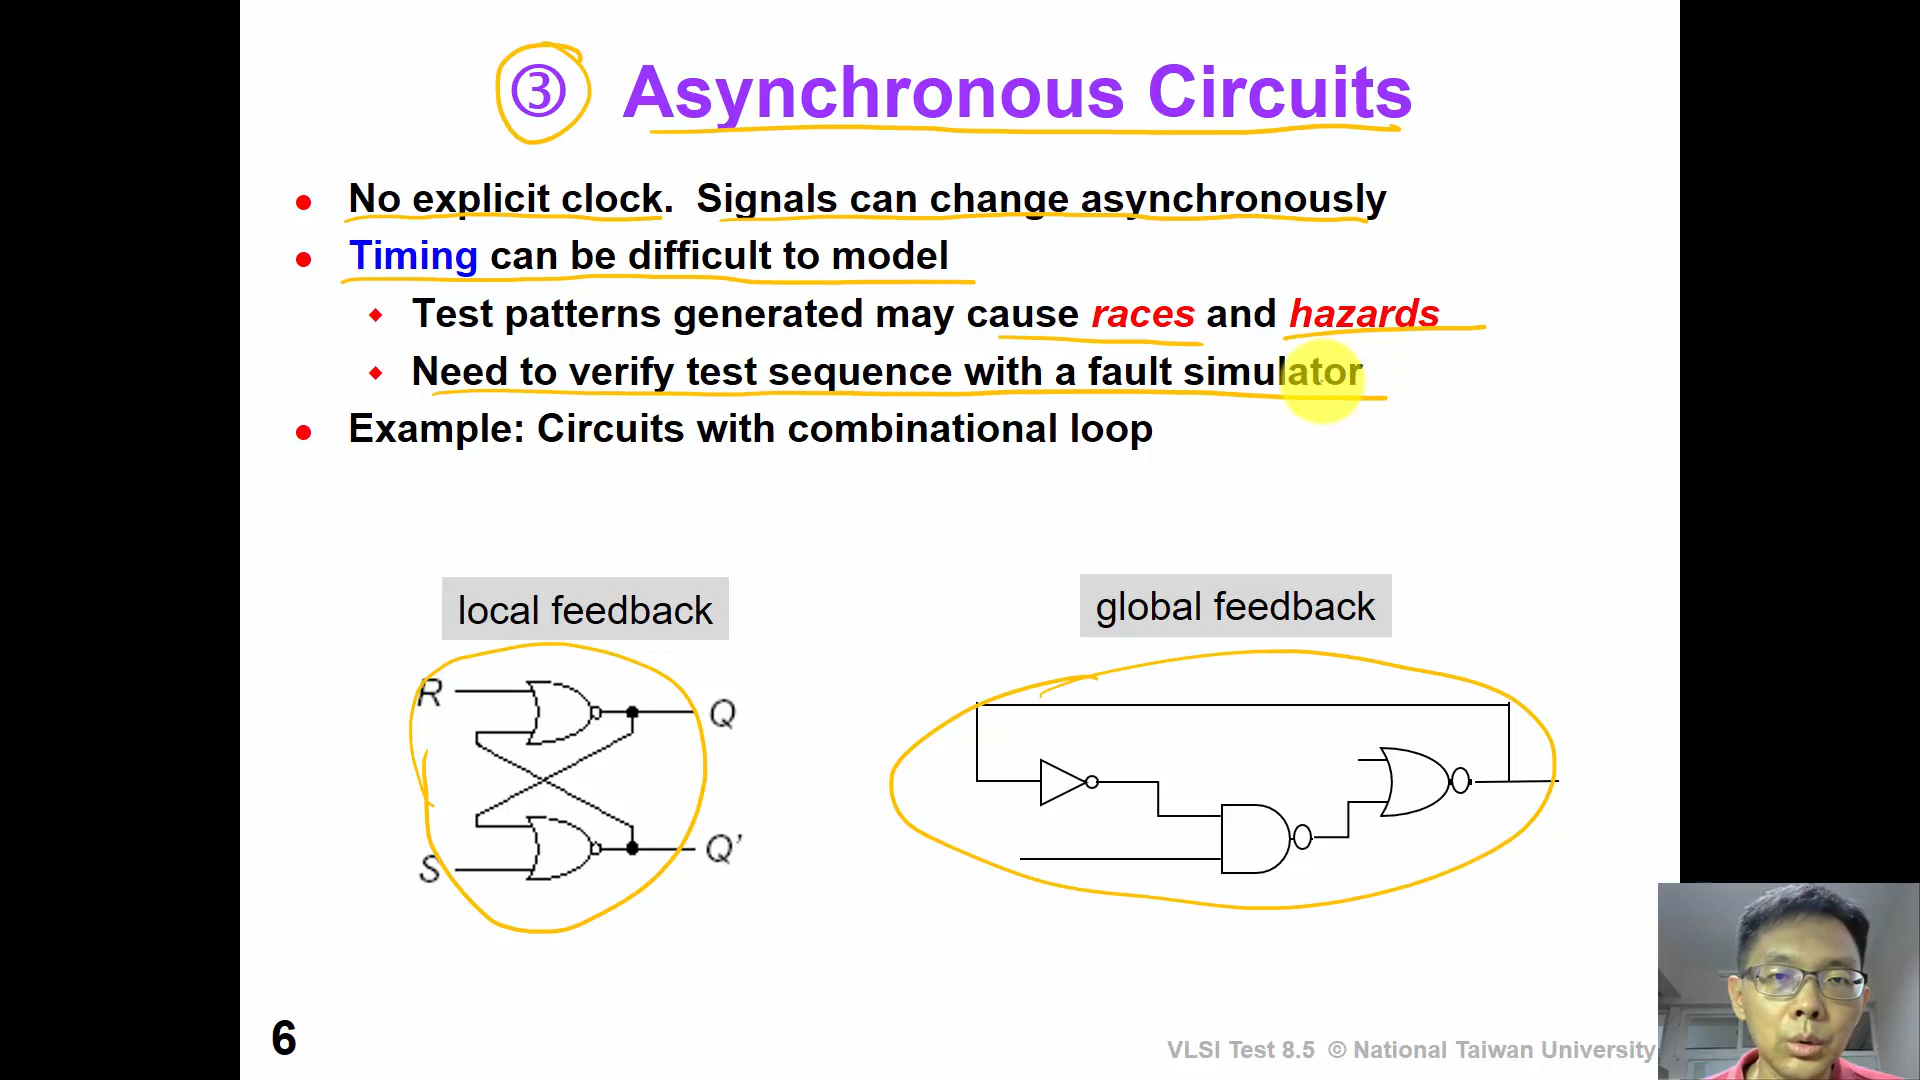 ③ Asynchronous Circuits
No explicit clock. Signals can change asynchronously
Timing can be difficult to model
Test patterns generated may cause races and hazards
Need to verify test sequence with a fault simulator
Example: Circuits with combinational loop
local feedback
global feedback
R
Q
S
Q'
6
VLSI Test 8.5 © National Taiwan University